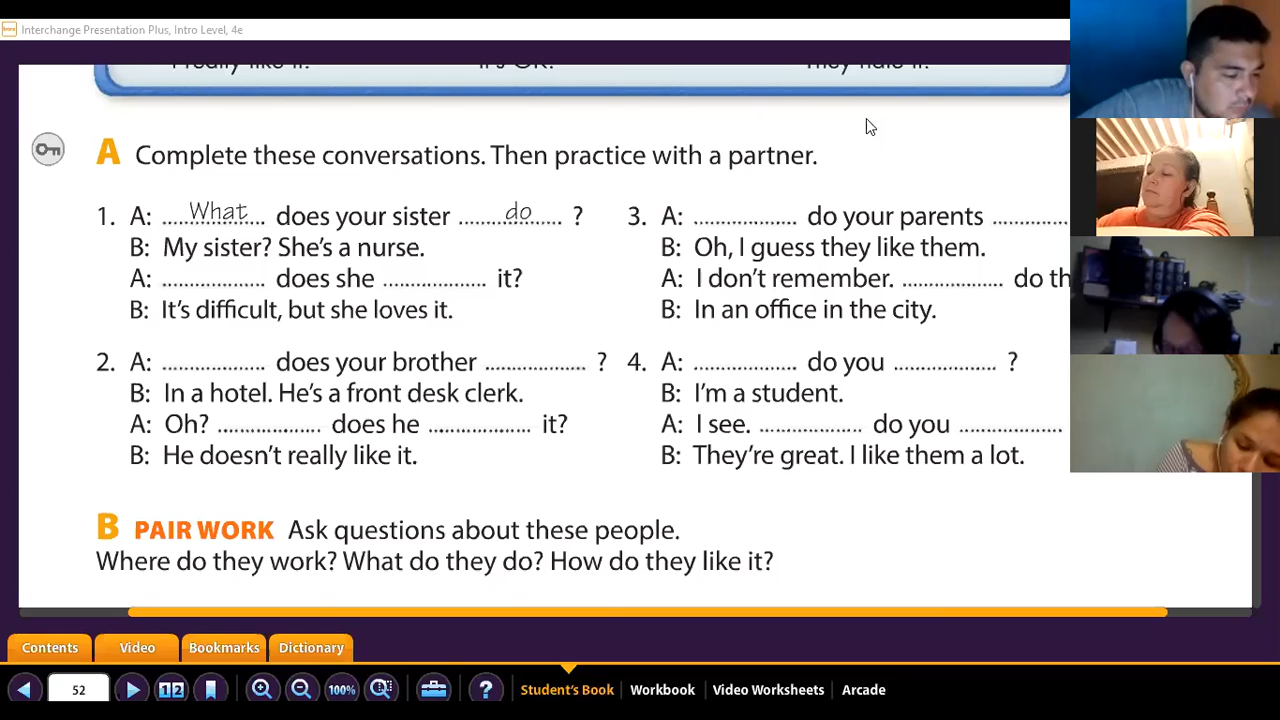 Interchange Presentation Plus, Intro Level, 4e
A Complete these conversations. Then practice with a partner.
1. A: What does your sister do ?
B: My sister? She's a nurse.
A: .................. does she .................. it?
B: It's difficult, but she loves it.
2. A: .................. does your brother .................. ?
B: In a hotel. He's a front desk clerk.
A: Oh? .................. does he .................. it?
B: He doesn't really like it.
3. A: .................. do your parents ..................
B: Oh, I guess they like them.
A: I don't remember. .................. do th
B: In an office in the city.
4. A: .................. do you .................. ?
B: I'm a student.
A: I see. .................. do you ..................
B: They're great. I like them a lot.
B PAIR WORK Ask questions about these people.
Where do they work? What do they do? How do they like it?
Contents Video Bookmarks Dictionary
52 12 100% ? Student's Book Workbook Video Worksheets Arcade